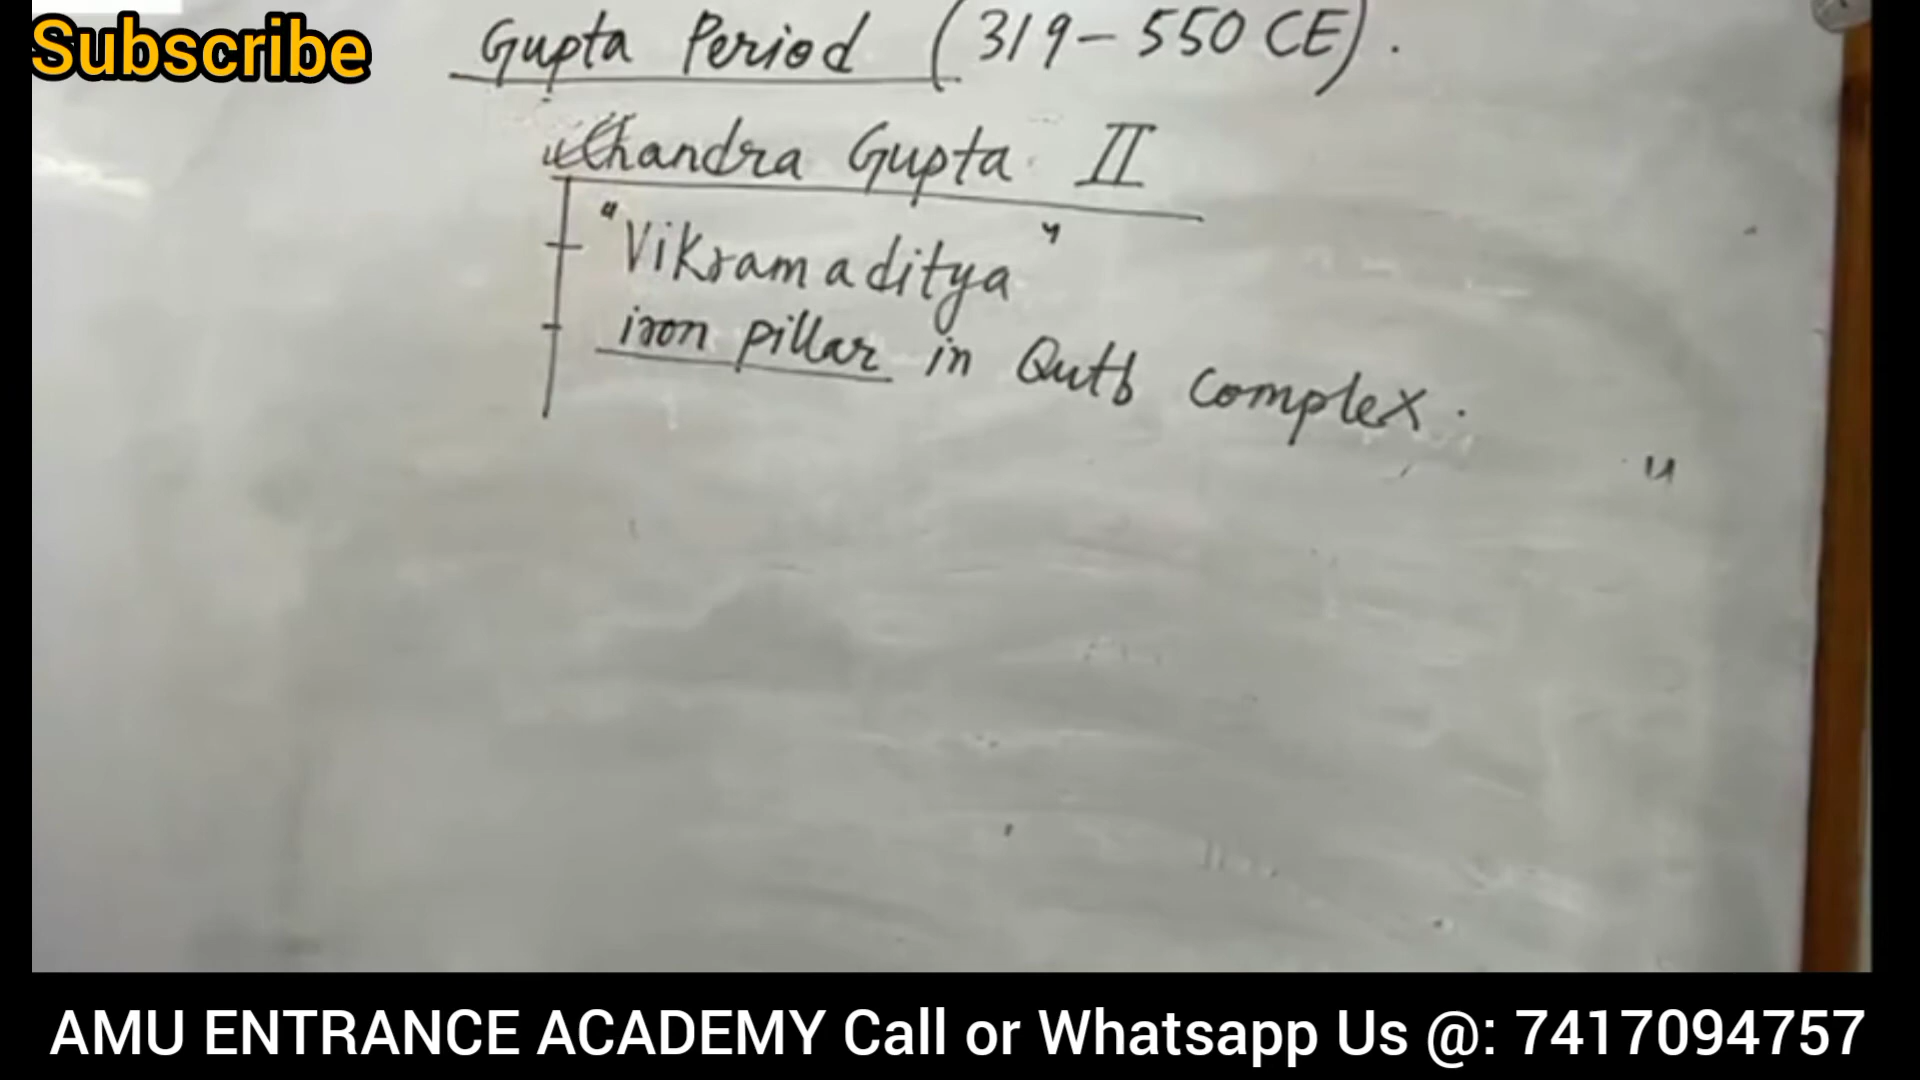 Subscribe
Gupta Period (319-550 CE).
Chandra Gupta II
"Vikramaditya"
iron pillar in Qutb Complex.
AMU ENTRANCE ACADEMY Call or Whatsapp Us @: 7417094757